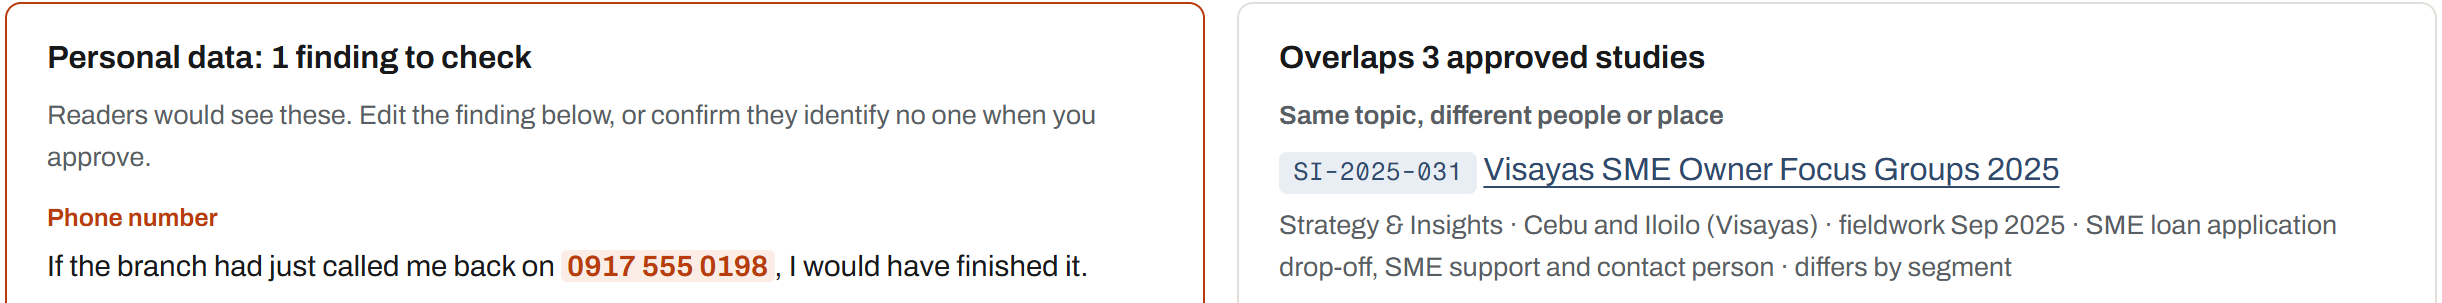 Personal data: 1 finding to check
Readers would see these. Edit the finding below, or confirm they identify no one when you
approve.
Phone number
If the branch had just called me back on 0917 555 0198, I would have finished it.
Overlaps 3 approved studies
Same topic, different people or place
SI-2025-031 Visayas SME Owner Focus Groups 2025
Strategy & Insights · Cebu and Iloilo (Visayas) · fieldwork Sep 2025 · SME loan application
drop-off, SME support and contact person · differs by segment